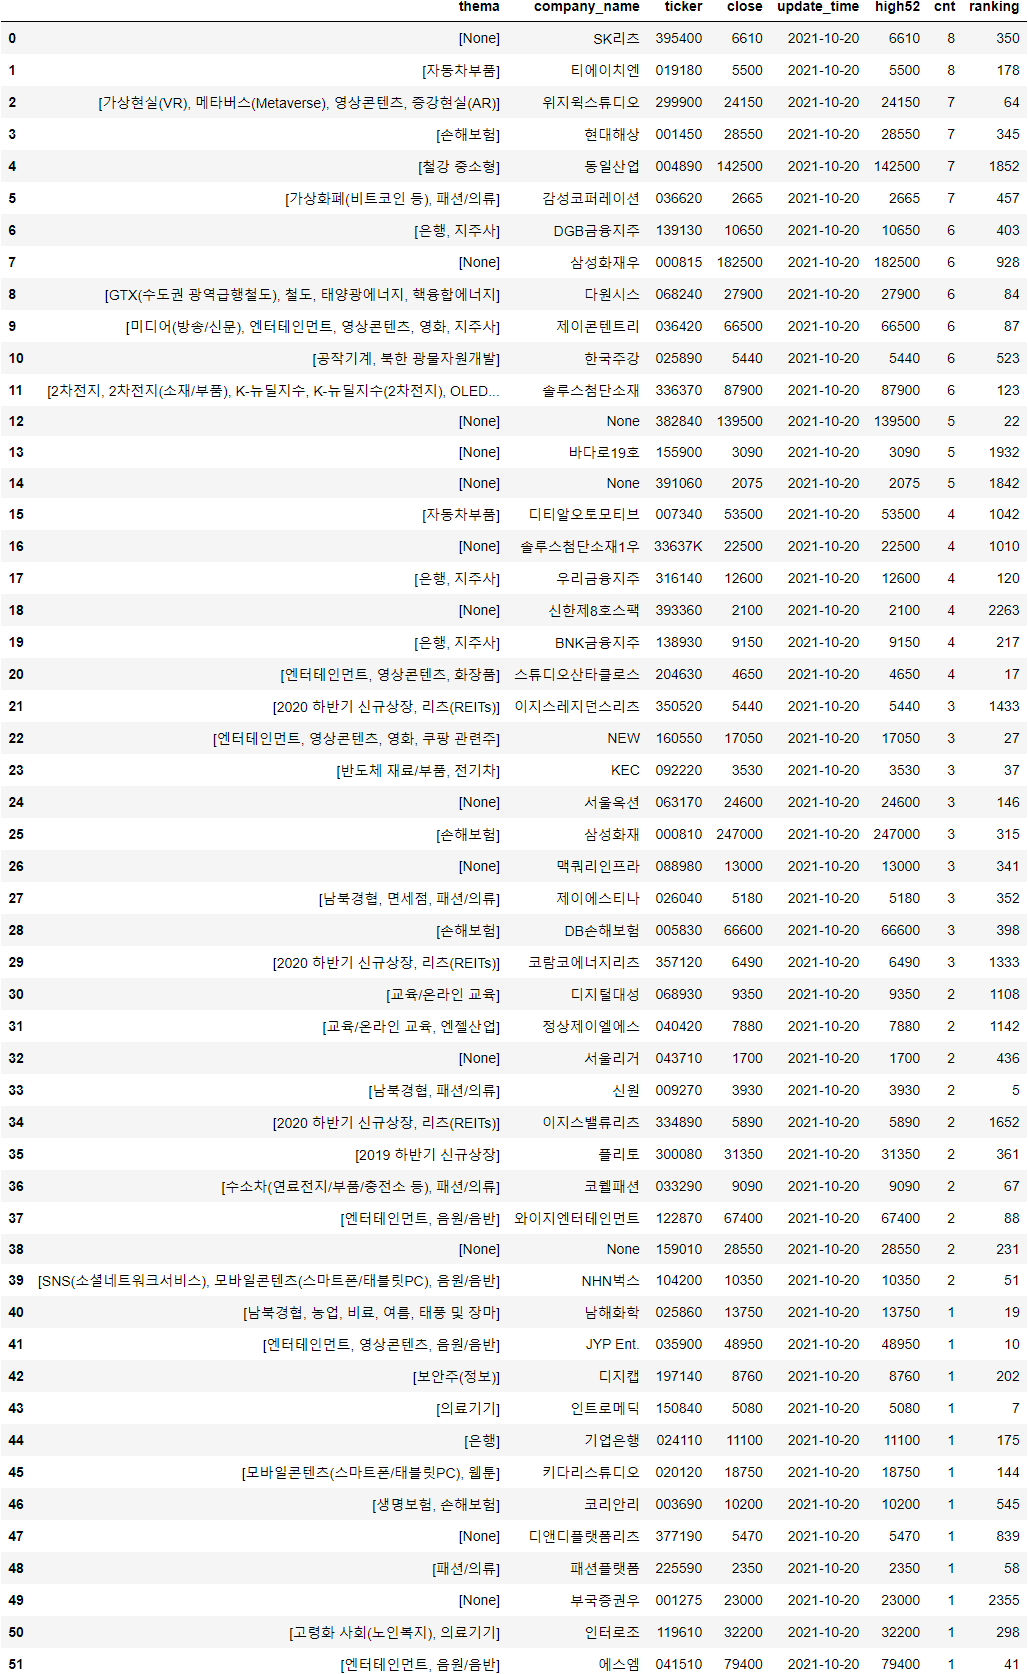 thema company_name ticker close update_time high52 cnt ranking
0 [None] SK리츠 395400 6610 2021-10-20 6610 8 350
1 [자동차부품] 티에이치엔 019180 5500 2021-10-20 5500 8 178
2 [가상현실(VR), 메타버스(Metaverse), 영상콘텐츠, 증강현실(AR)] 위지윅스튜디오 299900 24150 2021-10-20 24150 7 64
3 [손해보험] 현대해상 001450 28550 2021-10-20 28550 7 345
4 [철강 중소형] 동일산업 004890 142500 2021-10-20 142500 7 1852
5 [가상화폐(비트코인 등), 패션/의류] 감성코퍼레이션 036620 2665 2021-10-20 2665 7 457
6 [은행, 지주사] DGB금융지주 139130 10650 2021-10-20 10650 6 403
7 [None] 삼성화재우 000815 182500 2021-10-20 182500 6 928
8 [GTX(수도권 광역급행철도), 철도, 태양광에너지, 핵융합에너지] 다원시스 068240 27900 2021-10-20 27900 6 84
9 [미디어(방송/신문), 엔터테인먼트, 영상콘텐츠, 영화, 지주사] 제이콘텐트리 036420 66500 2021-10-20 66500 6 87
10 [공작기계, 북한 광물자원개발] 한국주강 025890 5440 2021-10-20 5440 6 523
11 [2차전지, 2차전지(소재/부품), K-뉴딜지수, K-뉴딜지수(2차전지), OLED... 솔루스첨단소재 336370 87900 2021-10-20 87900 6 123
12 [None] None 382840 139500 2021-10-20 139500 5 22
13 [None] 바다로19호 155900 3090 2021-10-20 3090 5 1932
14 [None] None 391060 2075 2021-10-20 2075 5 1842
15 [자동차부품] 디티알오토모티브 007340 53500 2021-10-20 53500 4 1042
16 [None] 솔루스첨단소재1우 33637K 22500 2021-10-20 22500 4 1010
17 [은행, 지주사] 우리금융지주 316140 12600 2021-10-20 12600 4 120
18 [None] 신한제8호스팩 393360 2100 2021-10-20 2100 4 2263
19 [은행, 지주사] BNK금융지주 138930 9150 2021-10-20 9150 4 217
20 [엔터테인먼트, 영상콘텐츠, 화장품] 스튜디오산타클로스 204630 4650 2021-10-20 4650 4 17
21 [2020 하반기 신규상장, 리츠(REITs)] 이지스레지던스리츠 350520 5440 2021-10-20 5440 3 1433
22 [엔터테인먼트, 영상콘텐츠, 영화, 쿠팡 관련주] NEW 160550 17050 2021-10-20 17050 3 27
23 [반도체 재료/부품, 전기차] KEC 092220 3530 2021-10-20 3530 3 37
24 [None] 서울옥션 063170 24600 2021-10-20 24600 3 146
25 [손해보험] 삼성화재 000810 247000 2021-10-20 247000 3 315
26 [None] 맥쿼리인프라 088980 13000 2021-10-20 13000 3 341
27 [남북경협, 면세점, 패션/의류] 제이에스티나 026040 5180 2021-10-20 5180 3 352
28 [손해보험] DB손해보험 005830 66600 2021-10-20 66600 3 398
29 [2020 하반기 신규상장, 리츠(REITs)] 코람코에너지리츠 357120 6490 2021-10-20 6490 3 1333
30 [교육/온라인 교육] 디지털대성 068930 9350 2021-10-20 9350 2 1108
31 [교육/온라인 교육, 엔젤산업] 정상제이엘에스 040420 7880 2021-10-20 7880 2 1142
32 [None] 서울리거 043710 1700 2021-10-20 1700 2 436
33 [남북경협, 패션/의류] 신원 009270 3930 2021-10-20 3930 2 5
34 [2020 하반기 신규상장, 리츠(REITs)] 이지스밸류리츠 334890 5890 2021-10-20 5890 2 1652
35 [2019 하반기 신규상장] 플리토 300080 31350 2021-10-20 31350 2 361
36 [수소차(연료전지/부품/충전소 등), 패션/의류] 코웰패션 033290 9090 2021-10-20 9090 2 67
37 [엔터테인먼트, 음원/음반] 와이지엔터테인먼트 122870 67400 2021-10-20 67400 2 88
38 [None] None 159010 28550 2021-10-20 28550 2 231
39 [SNS(소셜네트워크서비스), 모바일콘텐츠(스마트폰/태블릿PC), 음원/음반] NHN벅스 104200 10350 2021-10-20 10350 2 51
40 [남북경협, 농업, 비료, 여름, 태풍 및 장마] 남해화학 025860 13750 2021-10-20 13750 1 19
41 [엔터테인먼트, 영상콘텐츠, 음원/음반] JYP Ent. 035900 48950 2021-10-20 48950 1 10
42 [보안주(정보)] 디지캡 197140 8760 2021-10-20 8760 1 202
43 [의료기기] 인트로메딕 150840 5080 2021-10-20 5080 1 7
44 [은행] 기업은행 024110 11100 2021-10-20 11100 1 175
45 [모바일콘텐츠(스마트폰/태블릿PC), 웹툰] 키다리스튜디오 020120 18750 2021-10-20 18750 1 144
46 [생명보험, 손해보험] 코리안리 003690 10200 2021-10-20 10200 1 545
47 [None] 디앤디플랫폼리츠 377190 5470 2021-10-20 5470 1 839
48 [패션/의류] 패션플랫폼 225590 2350 2021-10-20 2350 1 58
49 [None] 부국증권우 001275 23000 2021-10-20 23000 1 2355
50 [고령화 사회(노인복지), 의료기기] 인터로조 119610 32200 2021-10-20 32200 1 298
51 [엔터테인먼트, 음원/음반] 에스엠 041510 79400 2021-10-20 79400 1 41